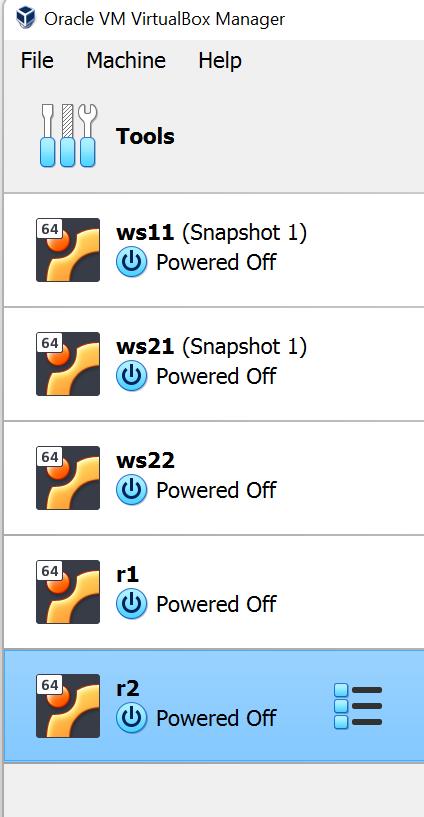 Oracle VM VirtualBox Manager
File Machine Help
Tools
64
ws11 (Snapshot 1)
Powered Off
64
ws21 (Snapshot 1)
Powered Off
64
ws22
Powered Off
64
r1
Powered Off
64
r2
Powered Off